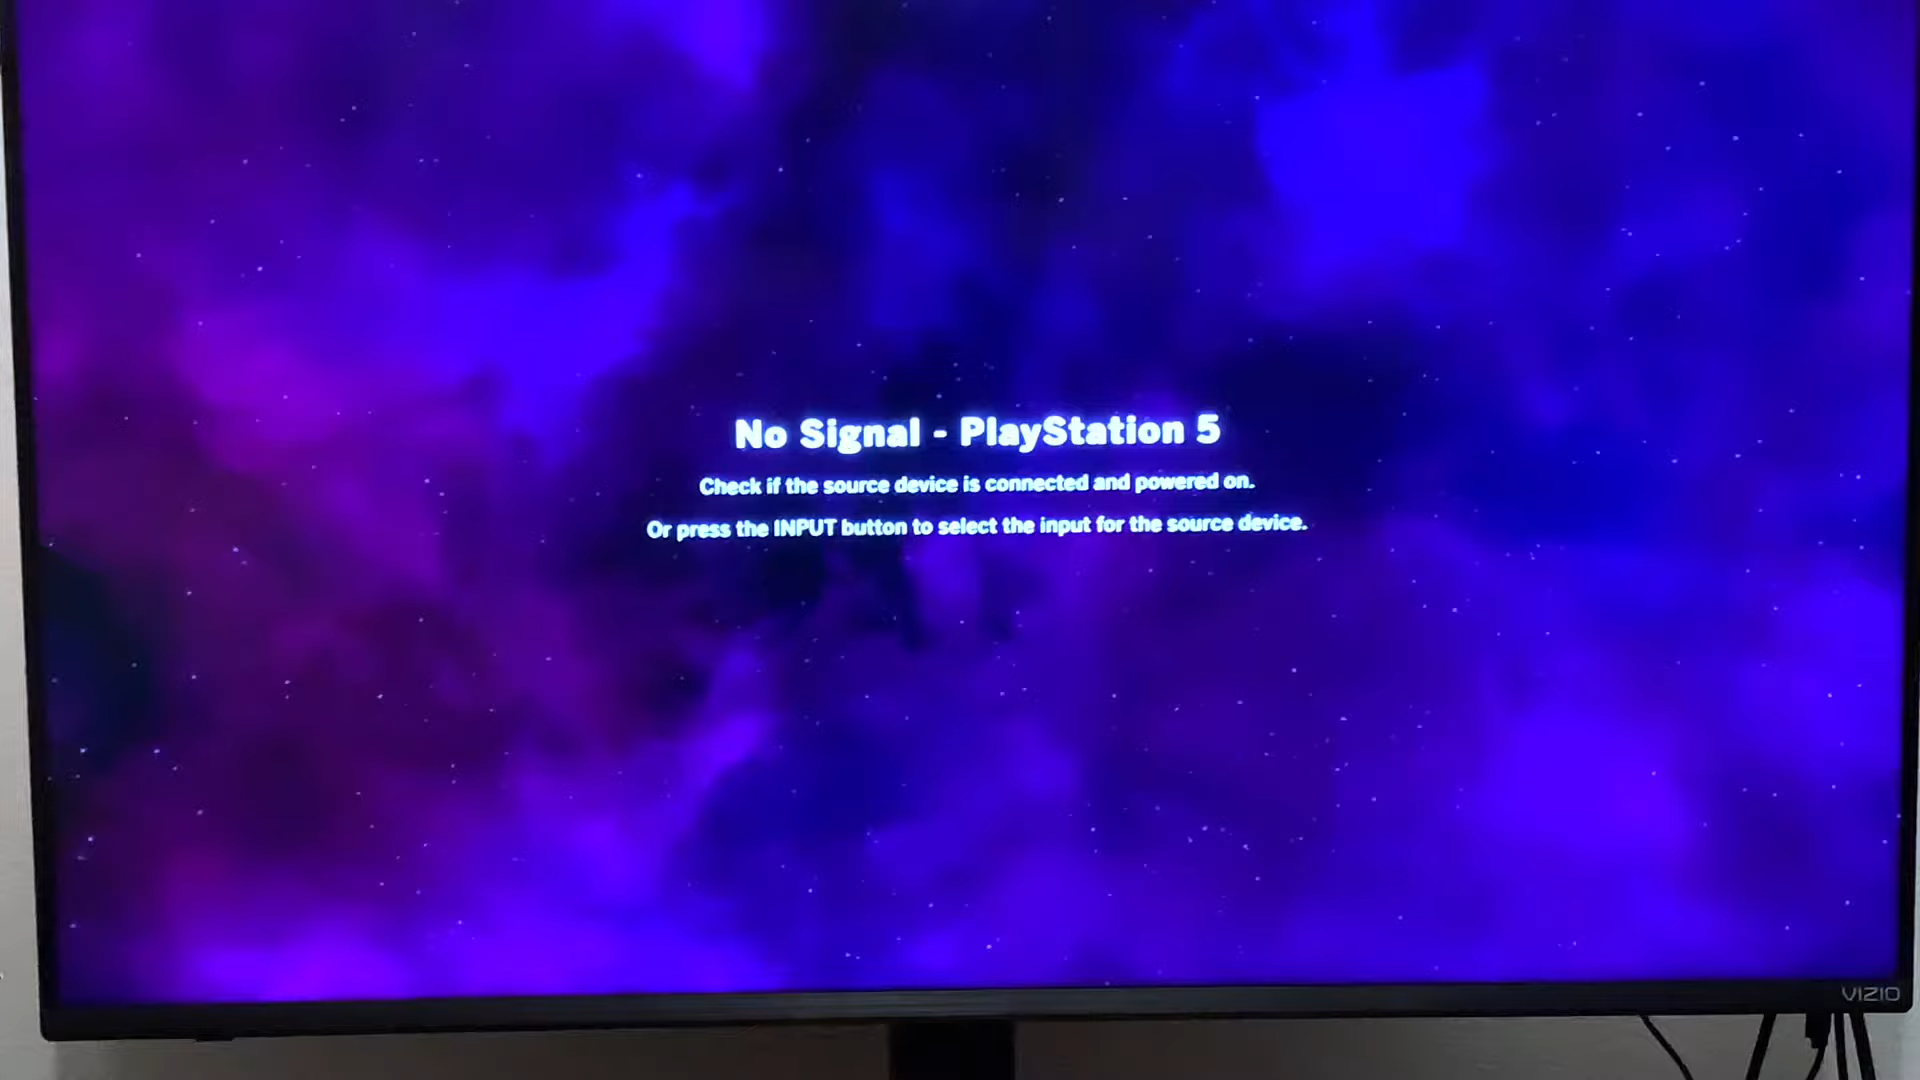 No Signal - PlayStation 5
Check if the source device is connected and powered on.
Or press the INPUT button to select the input for the source device.
VIZIO